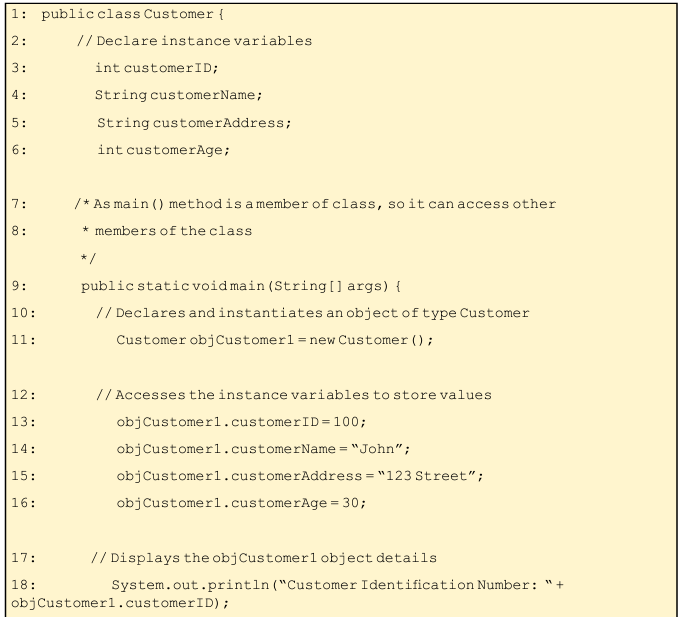 1: public class Customer {
2: // Declare instance variables
3: int customerID;
4: String customerName;
5: String customerAddress;
6: int customerAge;
7: /* As main() method is a member of class, so it can access other
8: * members of the class
*/
9: public static void main(String[] args) {
10: // Declares and instantiates an object of type Customer
11: Customer objCustomer1 = new Customer();
12: // Accesses the instance variables to store values
13: objCustomer1.customerID = 100;
14: objCustomer1.customerName = “John”;
15: objCustomer1.customerAddress = “123 Street”;
16: objCustomer1.customerAge = 30;
17: // Displays the objCustomer1 object details
18: System.out.println(“Customer Identification Number: “ +
objCustomer1.customerID);